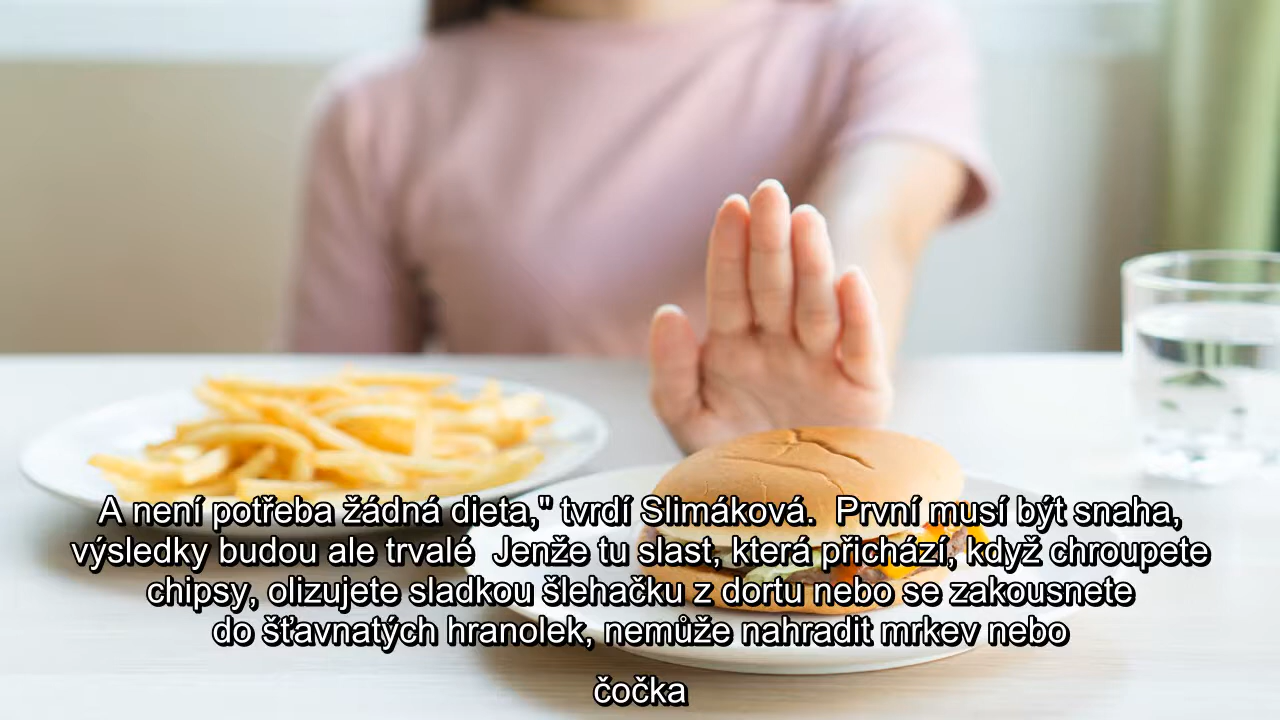 A není potřeba žádná dieta," tvrdí Slimáková.  První musí být snaha,
výsledky budou ale trvalé  Jenže tu slast, která přichází, když chroupete
chipsy, olizujete sladkou šlehačku z dortu nebo se zakousnete
do šťavnatých hranolek, nemůže nahradit mrkev nebo
čočka